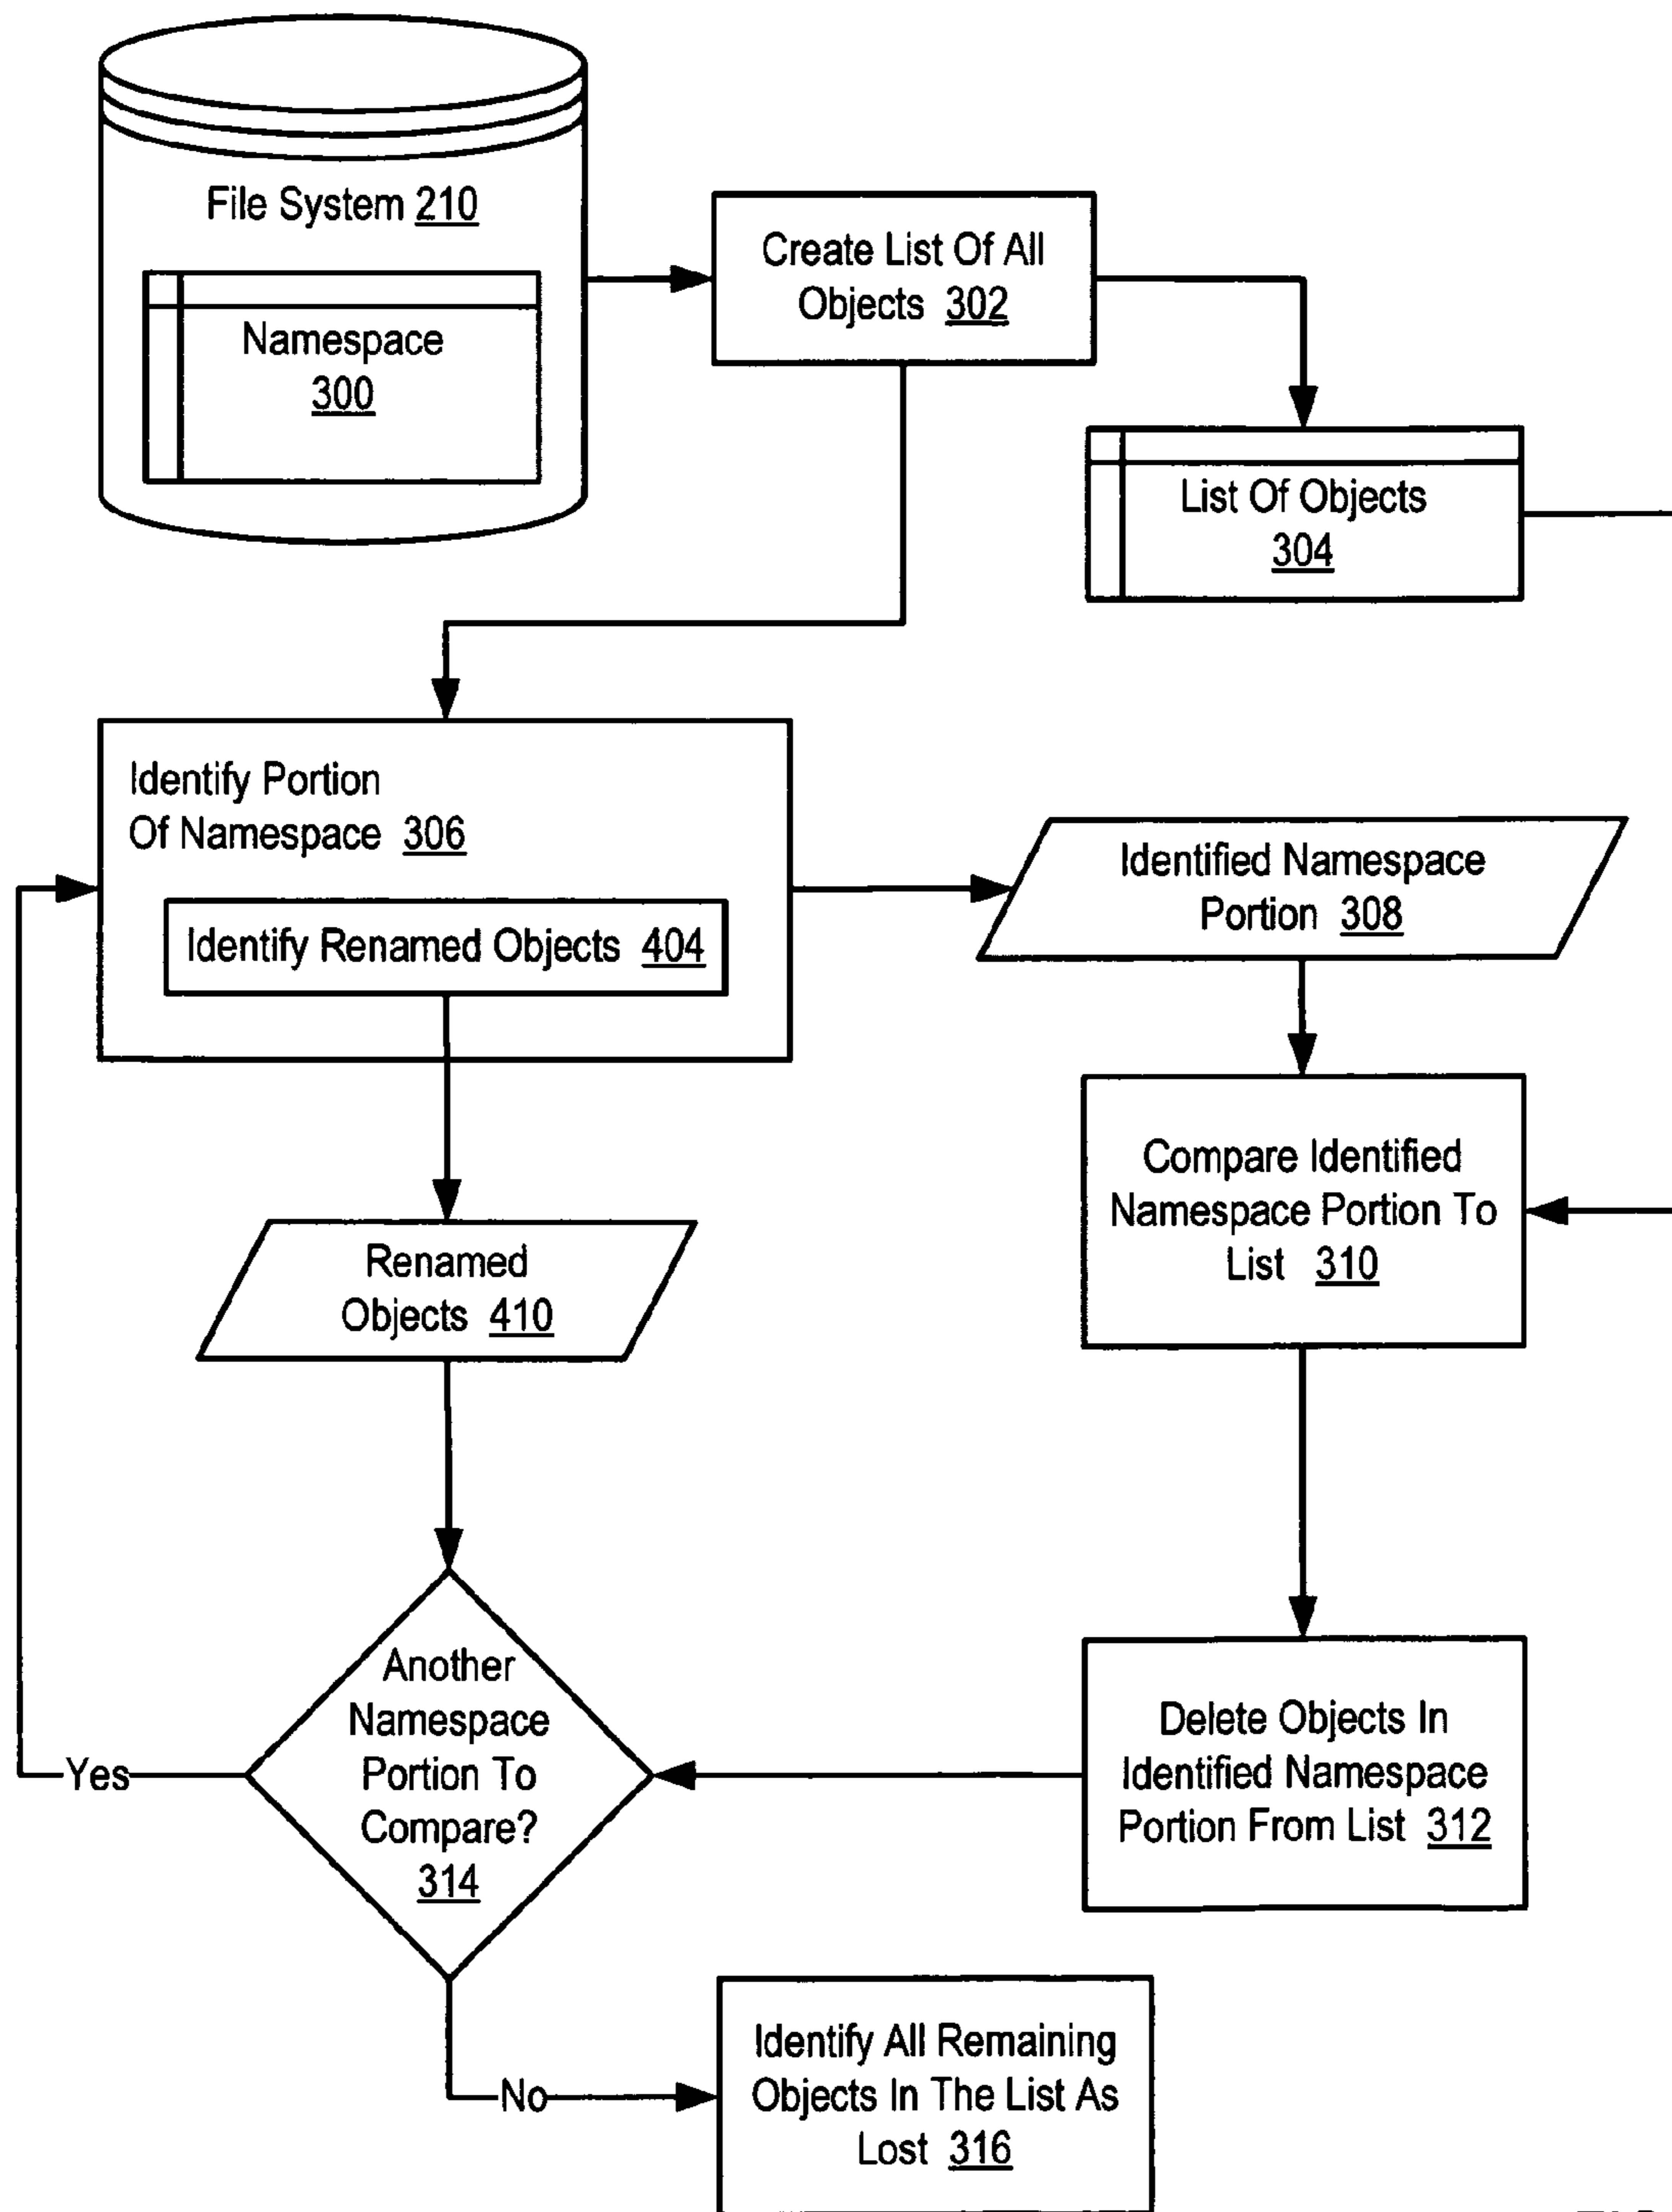 File System 210
Namespace
300
Create List Of All
Objects 302
List Of Objects
304
Identify Portion
Of Namespace 306
Identify Renamed Objects 404
Identified Namespace
Portion 308
Compare Identified
Namespace Portion To
List 310
Renamed
Objects 410
Another
Namespace
Portion To
Compare?
314
Yes
Delete Objects In
Identified Namespace
Portion From List 312
No
Identify All Remaining
Objects In The List As
Lost 316